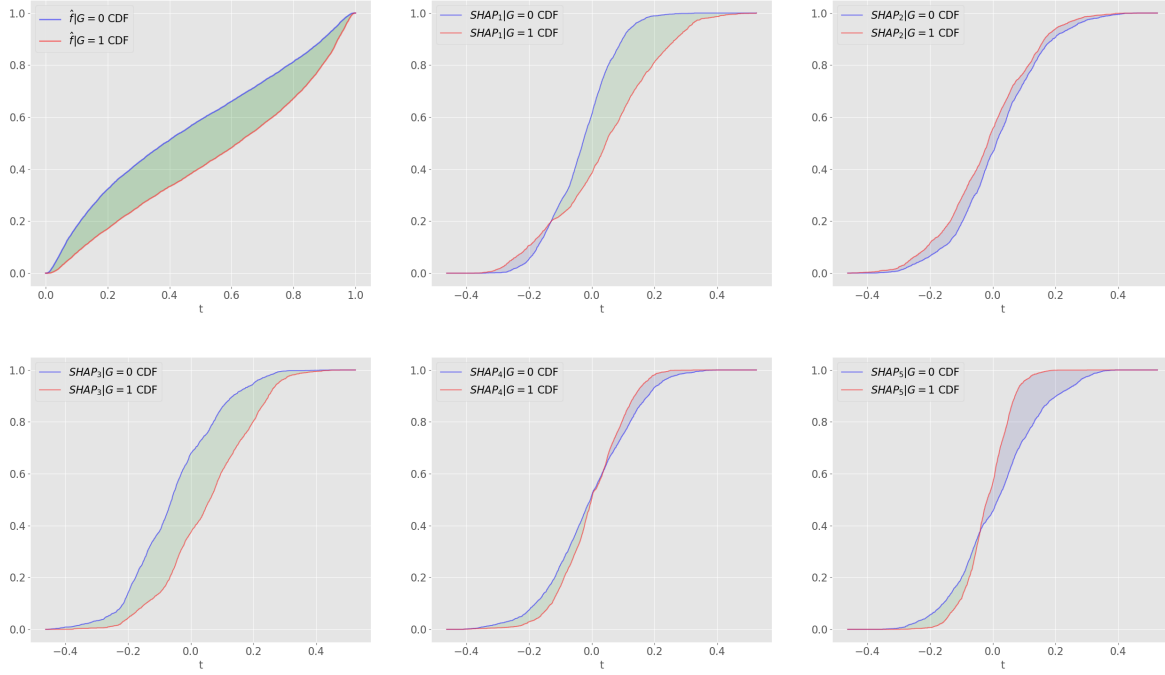 f̂|G = 0 CDF
f̂|G = 1 CDF
1.0
0.8
0.6
0.4
0.2
0.0
0.0 0.2 0.4 0.6 0.8 1.0
t
SHAP₁|G = 0 CDF
SHAP₁|G = 1 CDF
1.0
0.8
0.6
0.4
0.2
0.0
−0.4 −0.2 0.0 0.2 0.4
t
SHAP₂|G = 0 CDF
SHAP₂|G = 1 CDF
1.0
0.8
0.6
0.4
0.2
0.0
−0.4 −0.2 0.0 0.2 0.4
t
SHAP₃|G = 0 CDF
SHAP₃|G = 1 CDF
1.0
0.8
0.6
0.4
0.2
0.0
−0.4 −0.2 0.0 0.2 0.4
t
SHAP₄|G = 0 CDF
SHAP₄|G = 1 CDF
1.0
0.8
0.6
0.4
0.2
0.0
−0.4 −0.2 0.0 0.2 0.4
t
SHAP₅|G = 0 CDF
SHAP₅|G = 1 CDF
1.0
0.8
0.6
0.4
0.2
0.0
−0.4 −0.2 0.0 0.2 0.4
t